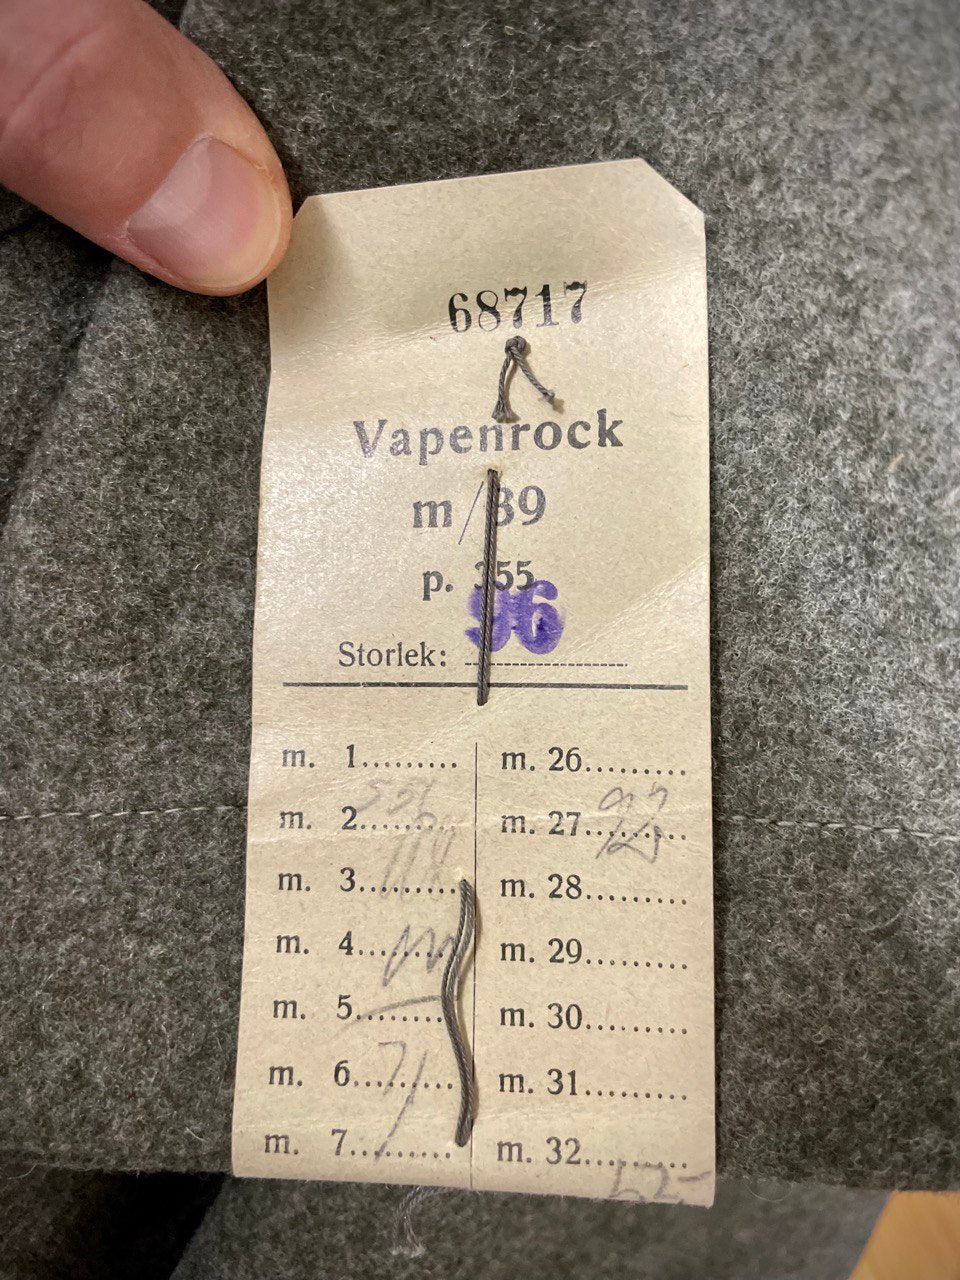 68717
Vapenrock
m/39
p. 355
96
Storlek:
m. 1.........
m. 2.........
m. 3.........
m. 4.........
m. 5.........
m. 6.........
m. 7.........
m. 26.........
m. 27.........
m. 28.........
m. 29.........
m. 30.........
m. 31.........
m. 32.........